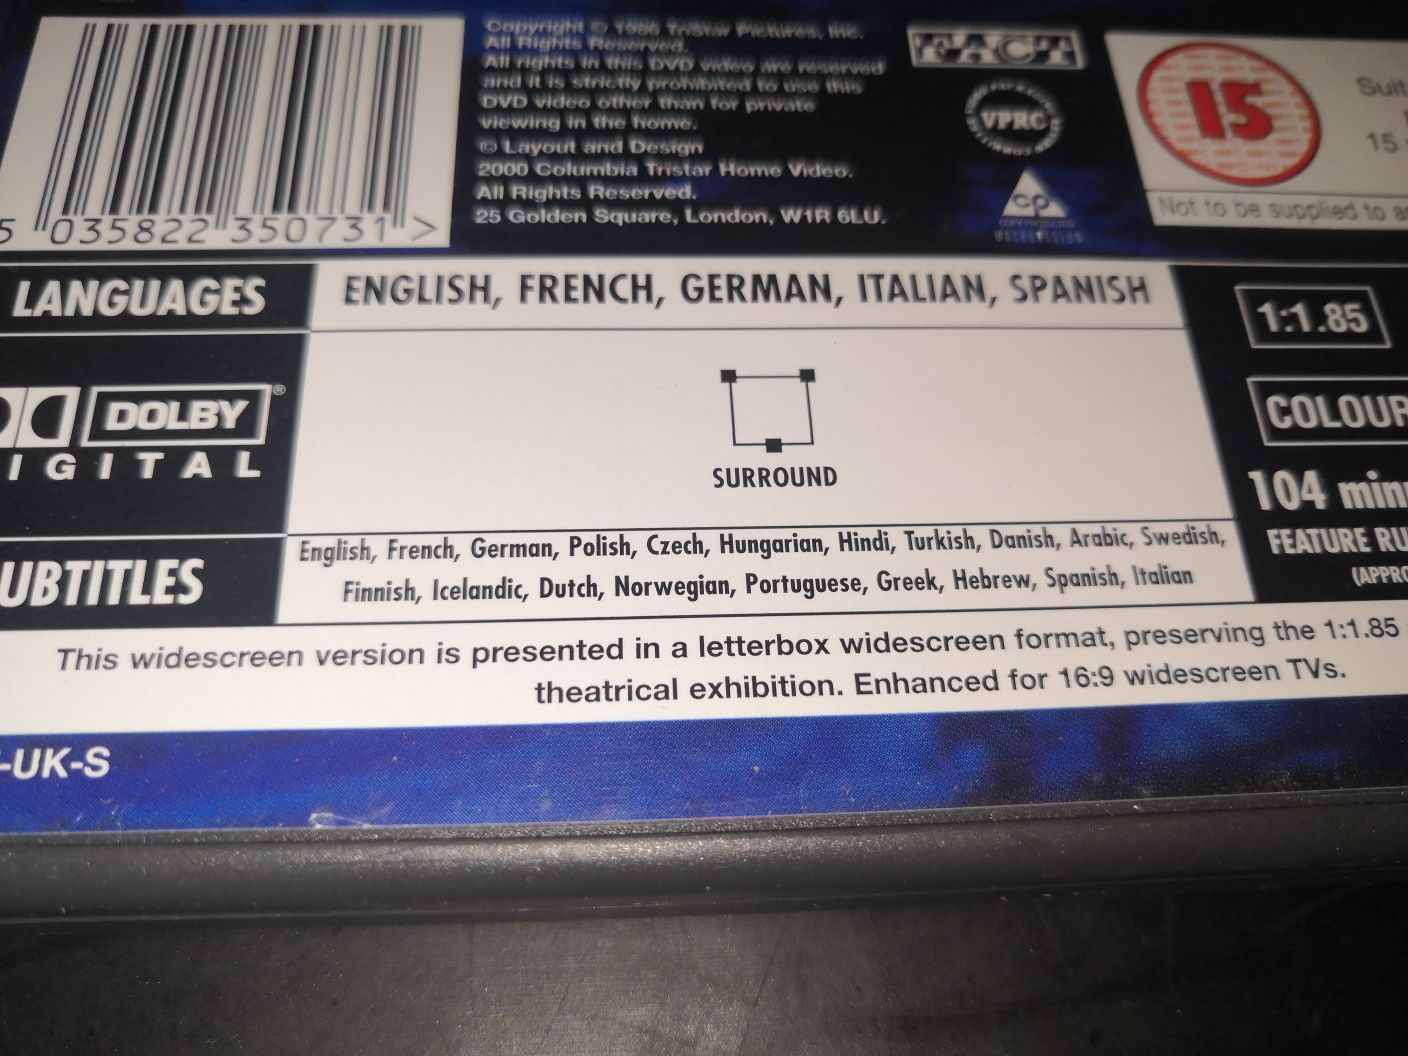 5 035822 350731 >
All Rights Reserved.
All rights in this DVD video are reserved
and it is strictly prohibited to use this
DVD video other than for private
viewing in the home.
© Layout and Design
2000 Columbia Tristar Home Video.
All Rights Reserved.
25 Golden Square, London, W1R 6LU.
FACT
VPRC
cp
15
Suit
15
Not to be supplied to a
LANGUAGES
ENGLISH, FRENCH, GERMAN, ITALIAN, SPANISH
1:1.85
DOLBY®
IGITAL
SURROUND
COLOUR
104 min
FEATURE RU
(APPRO
UBTITLES
English, French, German, Polish, Czech, Hungarian, Hindi, Turkish, Danish, Arabic, Swedish,
Finnish, Icelandic, Dutch, Norwegian, Portuguese, Greek, Hebrew, Spanish, Italian
This widescreen version is presented in a letterbox widescreen format, preserving the 1:1.85
theatrical exhibition. Enhanced for 16:9 widescreen TVs.
-UK-S